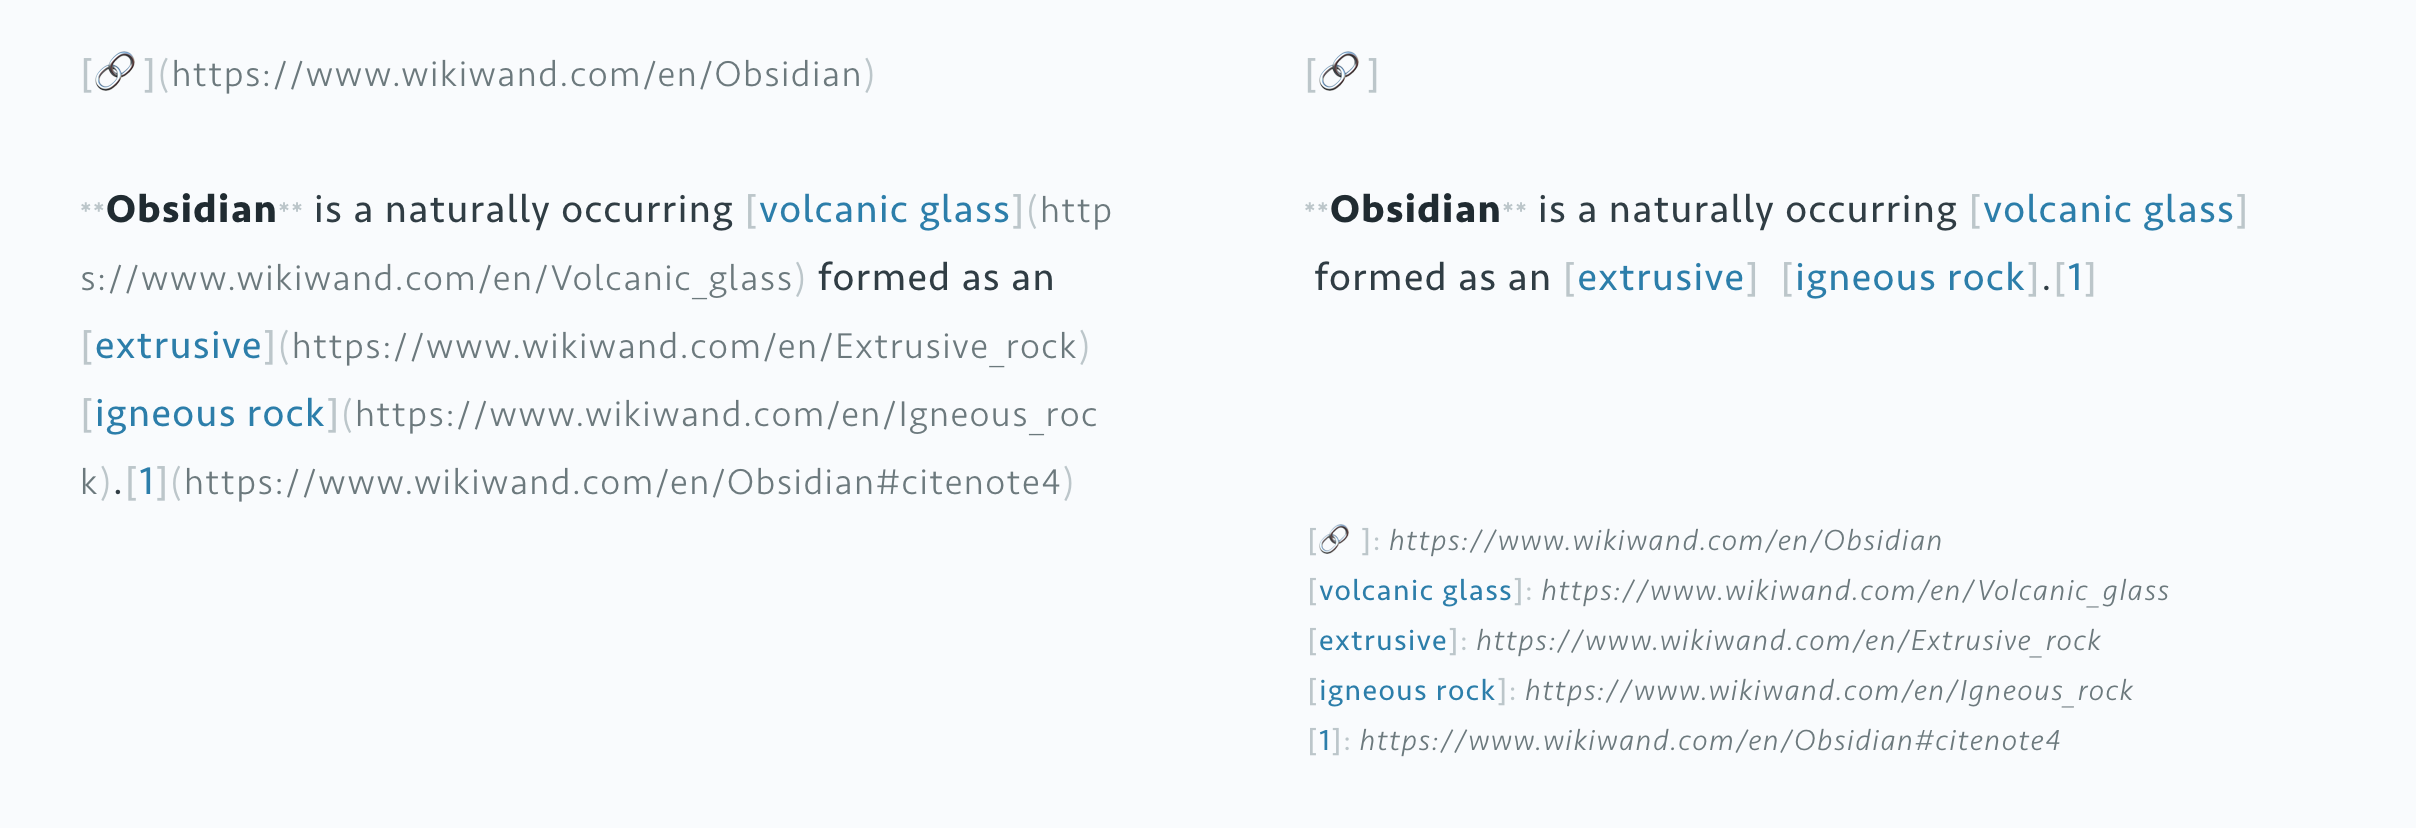 [🔗](https://www.wikiwand.com/en/Obsidian)
**Obsidian** is a naturally occurring [volcanic glass](http
s://www.wikiwand.com/en/Volcanic_glass) formed as an
[extrusive](https://www.wikiwand.com/en/Extrusive_rock)
[igneous rock](https://www.wikiwand.com/en/Igneous_roc
k).[1](https://www.wikiwand.com/en/Obsidian#citenote4)
[🔗]
**Obsidian** is a naturally occurring [volcanic glass]
formed as an [extrusive] [igneous rock].[1]
[🔗 ]: https://www.wikiwand.com/en/Obsidian
[volcanic glass]: https://www.wikiwand.com/en/Volcanic_glass
[extrusive]: https://www.wikiwand.com/en/Extrusive_rock
[igneous rock]: https://www.wikiwand.com/en/Igneous_rock
[1]: https://www.wikiwand.com/en/Obsidian#citenote4